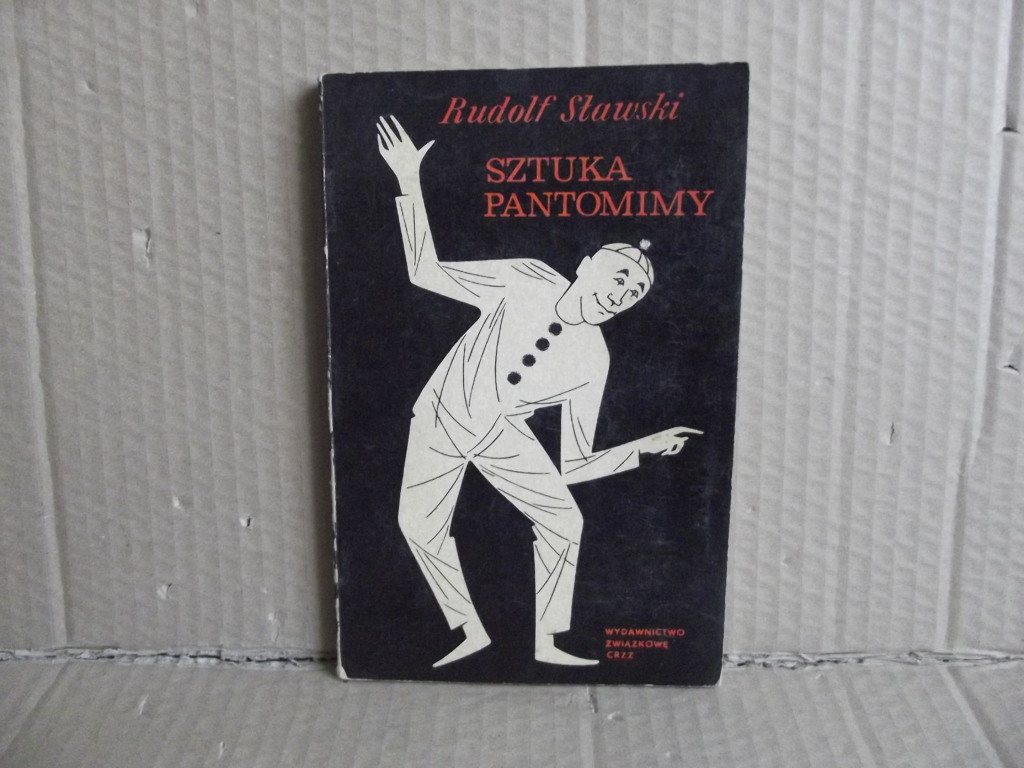 Rudolf Sławski
SZTUKA
PANTOMIMY
WYDAWNICTWO
ZWIĄZKOWE
CRZZ